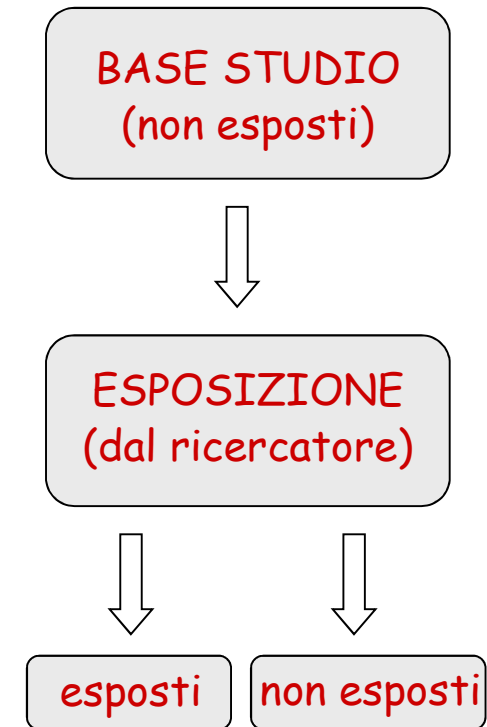 BASE STUDIO
(non esposti)
ESPOSIZIONE
(dal ricercatore)
esposti
non esposti